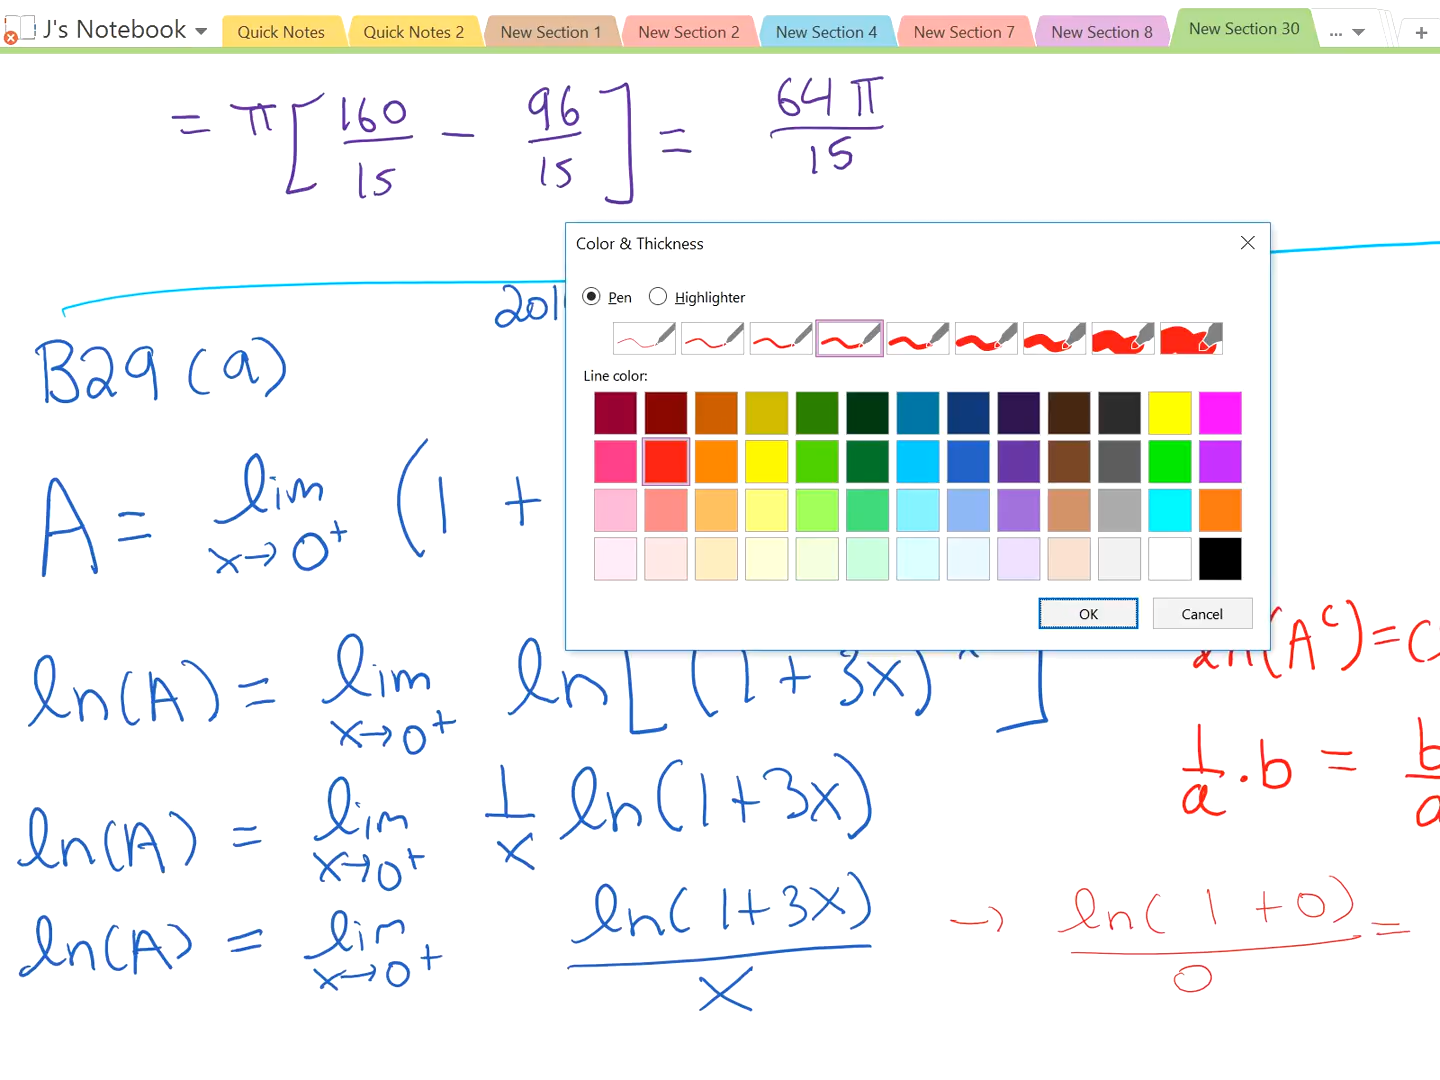 J's Notebook
Quick Notes
Quick Notes 2
New Section 1
New Section 2
New Section 4
New Section 7
New Section 8
New Section 30
...
+
= π[160/15 − 96/15] = 64π/15
Color & Thickness
Pen
Highlighter
Line color:
OK
Cancel
201
B29 (a)
A = lim x→0⁺ (1 +
ln(Aᶜ) = C
ln(A) = lim x→0⁺ ln[(1 + 3x)
1/a · b = b/a
ln(A) = lim x→0⁺ 1/x ln(1+3x)
ln(A) = lim x→0⁺ ln(1+3x)/x → ln(1+0)/0 =